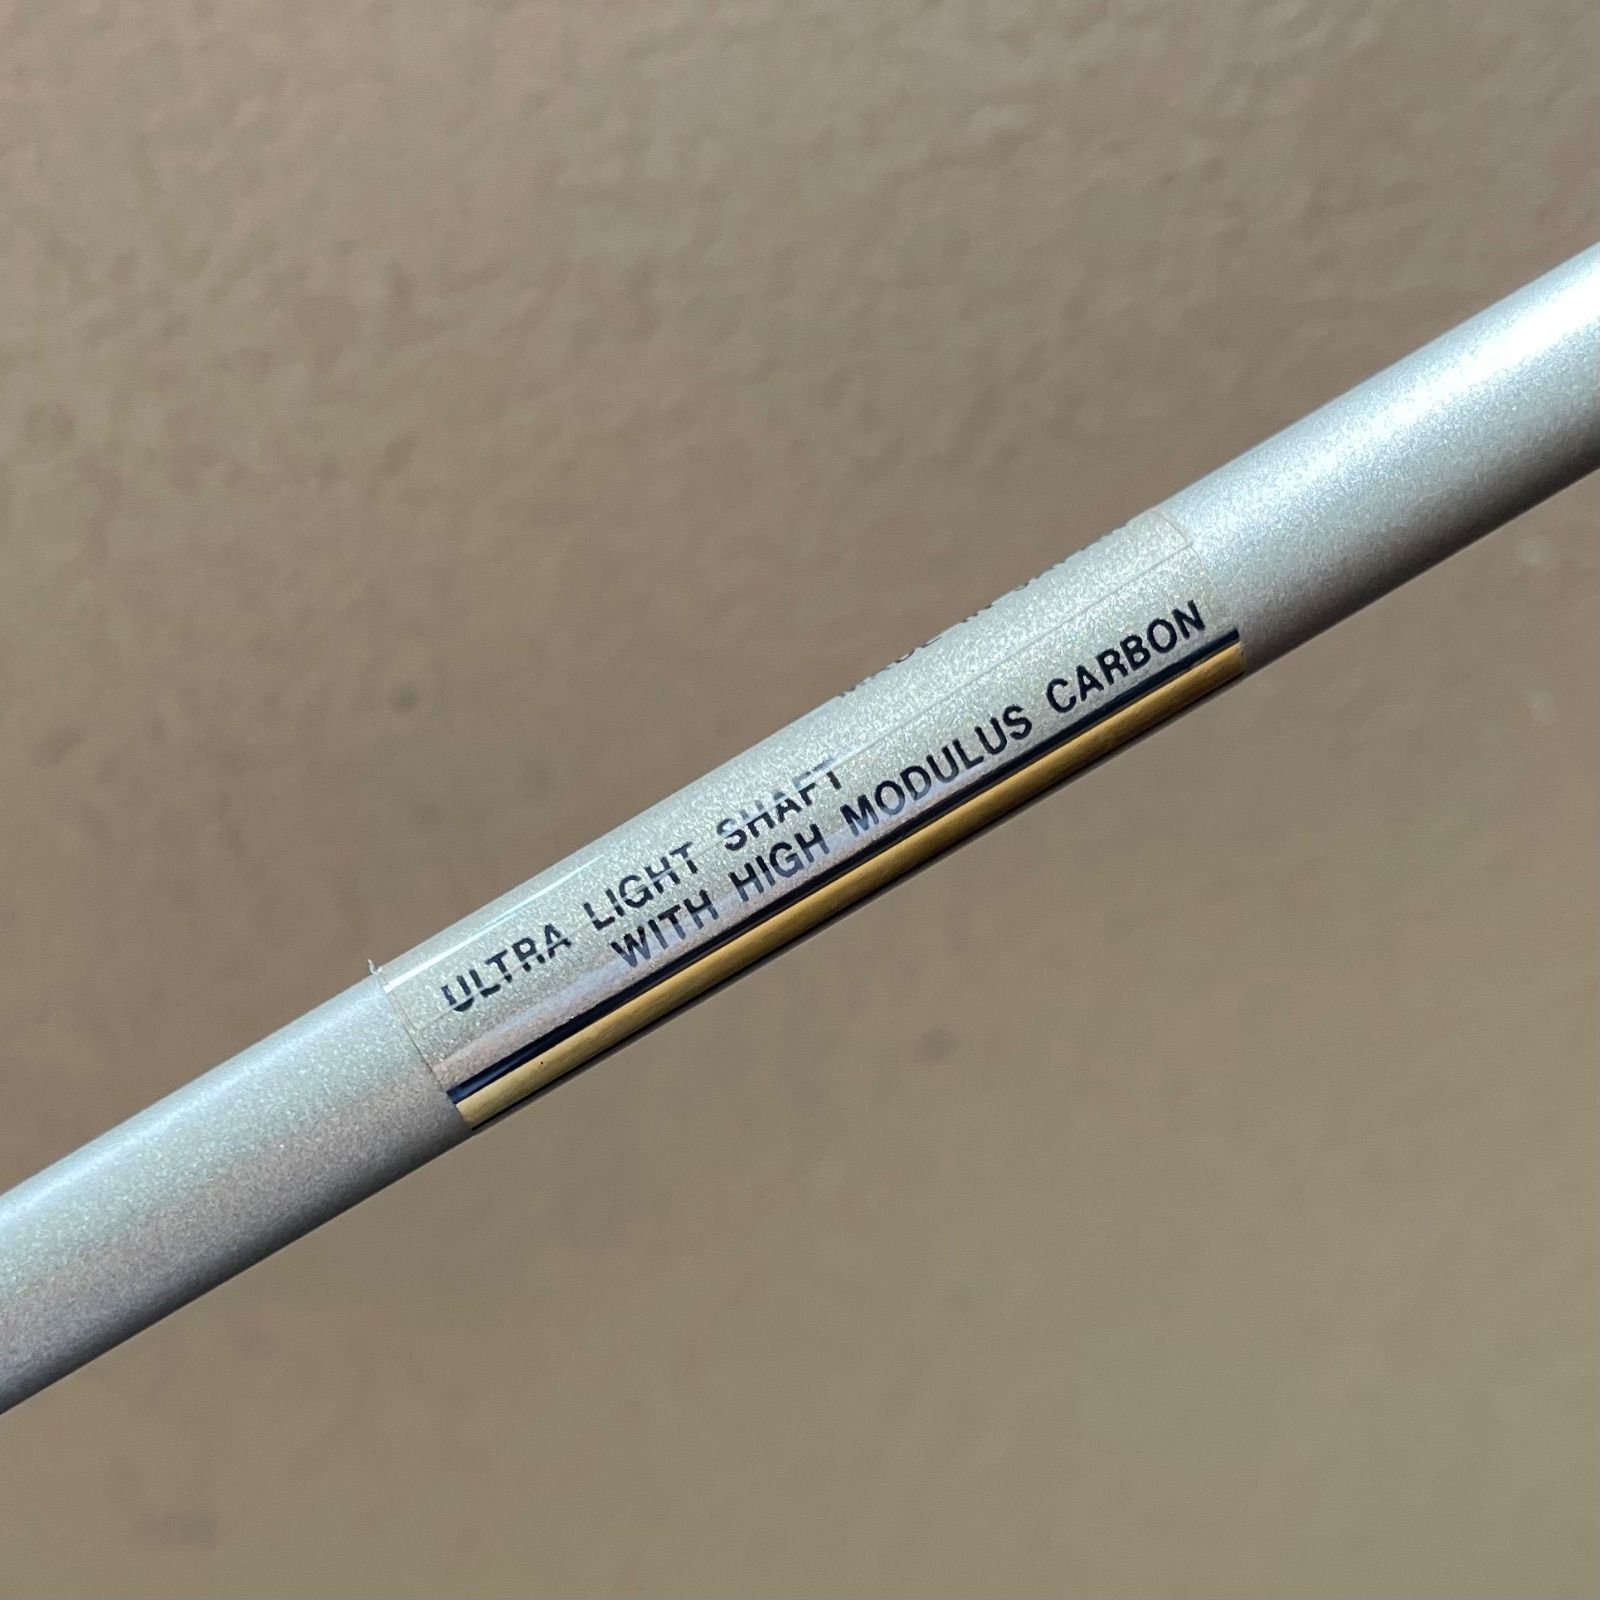 ULTRA LIGHT SHAFT
WITH HIGH MODULUS CARBON